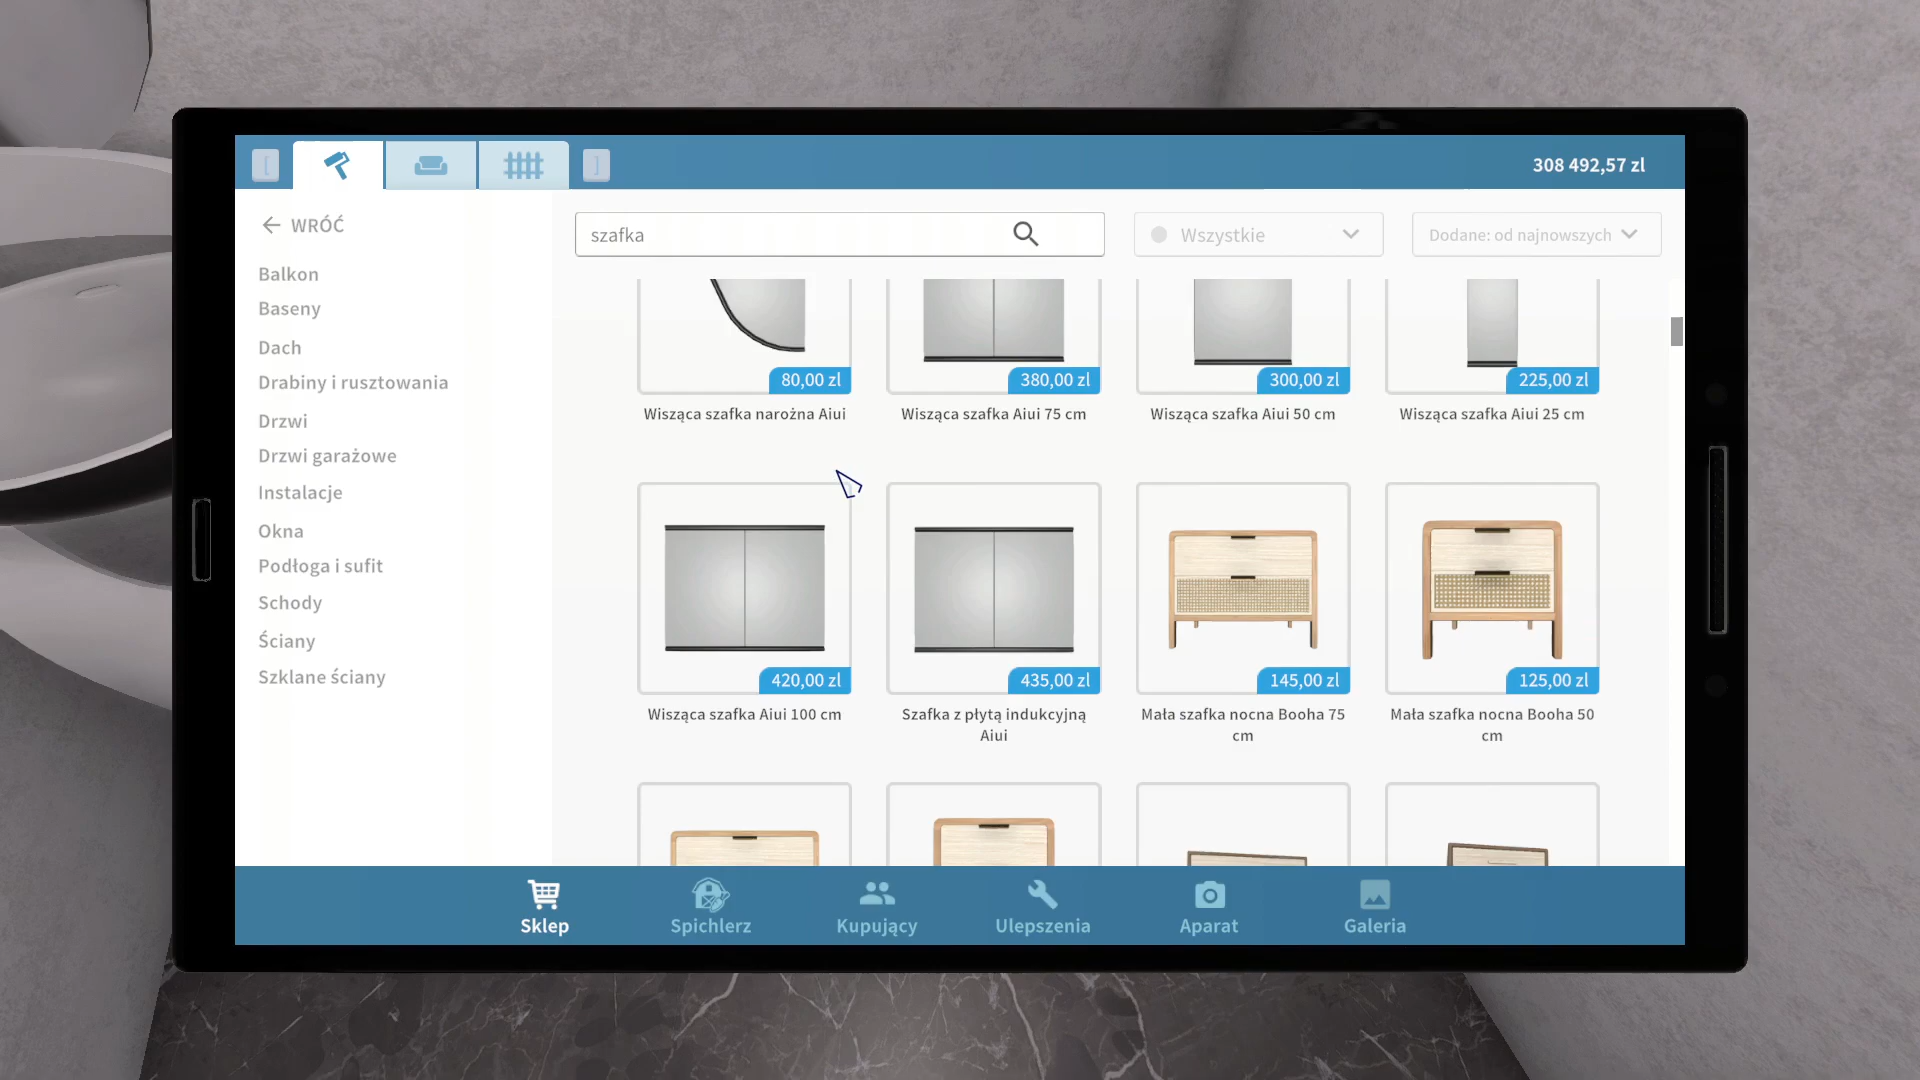 [
]
308 492,57 zl
WRÓĆ
szafka
Wszystkie
Dodane: od najnowszych
Balkon
Baseny
Dach
Drabiny i rusztowania
Drzwi
Drzwi garażowe
Instalacje
Okna
Podłoga i sufit
Schody
Ściany
Szklane ściany
80,00 zl
380,00 zl
300,00 zl
225,00 zl
Wisząca szafka narożna Aiui
Wisząca szafka Aiui 75 cm
Wisząca szafka Aiui 50 cm
Wisząca szafka Aiui 25 cm
420,00 zl
435,00 zl
145,00 zl
125,00 zl
Wisząca szafka Aiui 100 cm
Szafka z płytą indukcyjną
Aiui
Mała szafka nocna Booha 75
cm
Mała szafka nocna Booha 50
cm
Sklep
Spichlerz
Kupujący
Ulepszenia
Aparat
Galeria